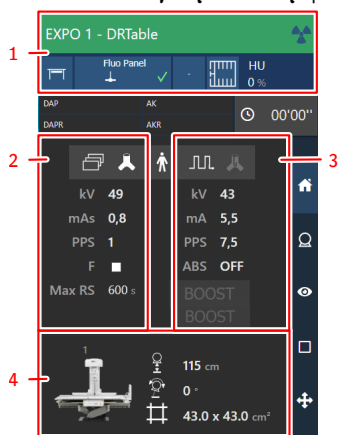 EXPO 1 - DRTable
1
Fluo Panel
HU
0 %
DAP
AK
DAPR
AKR
00'00''
2
3
kV 49
kV 43
mAs 0,8
mA 5,5
PPS 1
PPS 7,5
F
ABS OFF
Max RS 600 s
BOOST
BOOST
4
1
115 cm
0 °
43.0 x 43.0 cm²